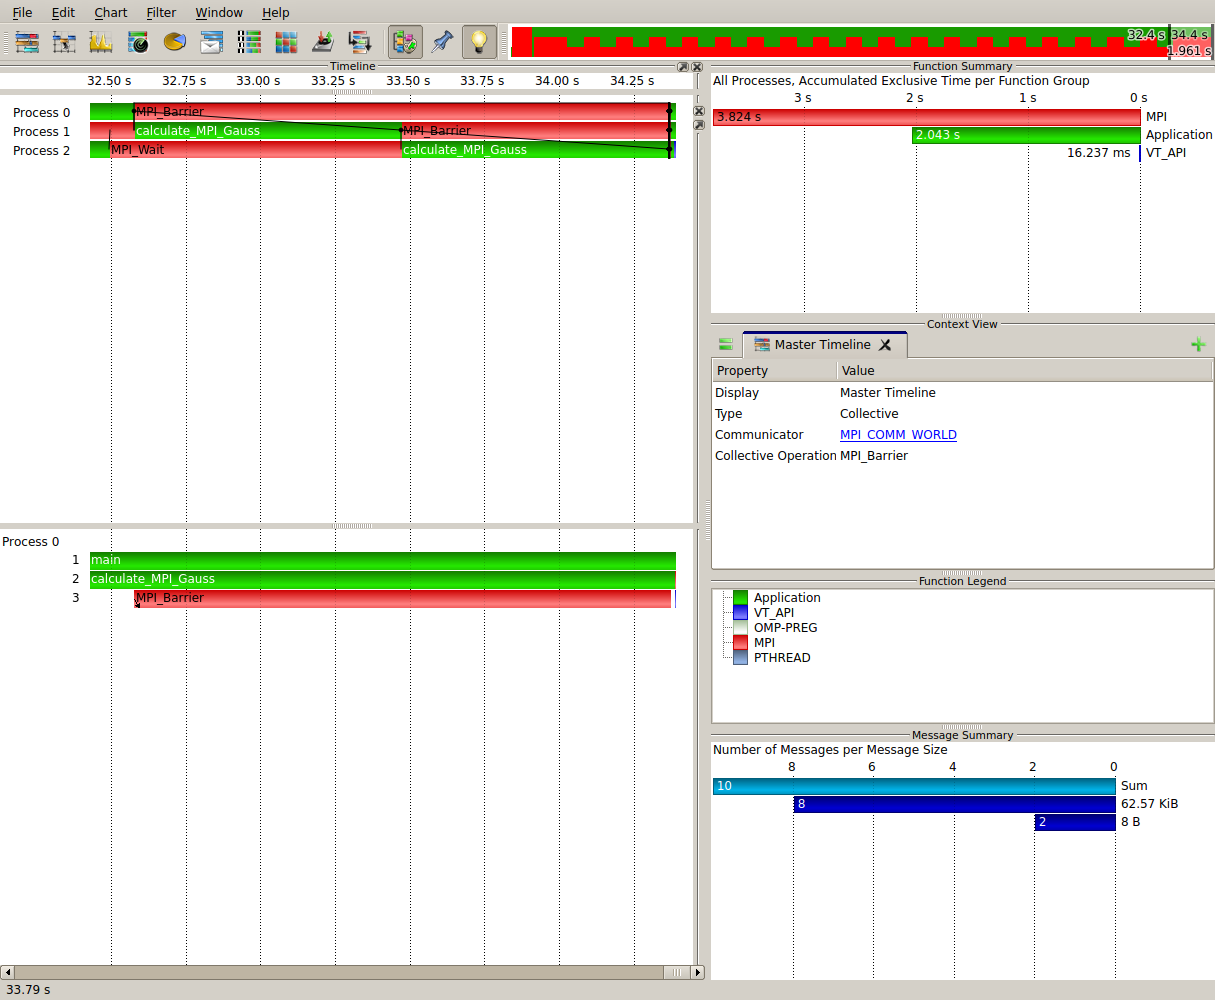 File Edit Chart Filter Window Help
32.4 s 34.4 s
1.961 s
Timeline
32.50 s 32.75 s 33.00 s 33.25 s 33.50 s 33.75 s 34.00 s 34.25 s
Process 0 MPI_Barrier
Process 1 calculate_MPI_Gauss MPI_Barrier
Process 2 MPI_Wait calculate_MPI_Gauss
Process 0
1 main
2 calculate_MPI_Gauss
3 MPI_Barrier
33.79 s
Function Summary
All Processes, Accumulated Exclusive Time per Function Group
3 s 2 s 1 s 0 s
3.824 s MPI
2.043 s Application
16.237 ms VT_API
Context View
Master Timeline
Property Value
Display Master Timeline
Type Collective
Communicator MPI_COMM_WORLD
Collective Operation MPI_Barrier
Function Legend
Application
VT_API
OMP-PREG
MPI
PTHREAD
Message Summary
Number of Messages per Message Size
8 6 4 2 0
10 Sum
8 62.57 KiB
2 8 B